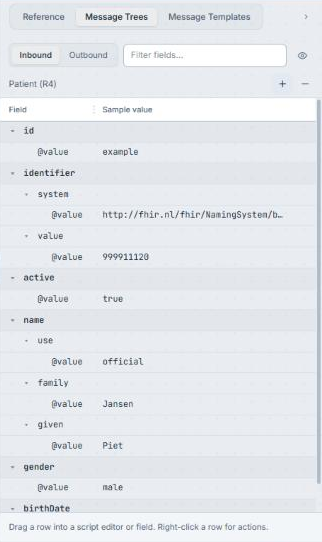 Reference Message Trees Message Templates
Inbound Outbound Filter fields...
Patient (R4)
Field Sample value
id
@value example
identifier
system
@value http://fhir.nl/fhir/NamingSystem/b…
value
@value 999911120
active
@value true
name
use
@value official
family
@value Jansen
given
@value Piet
gender
@value male
birthDate
Drag a row into a script editor or field. Right-click a row for actions.